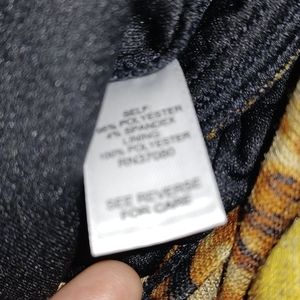 SELF:
96% POLYESTER
4% SPANDEX
LINING:
100% POLYESTER
SEE REVERSE
FOR CARE